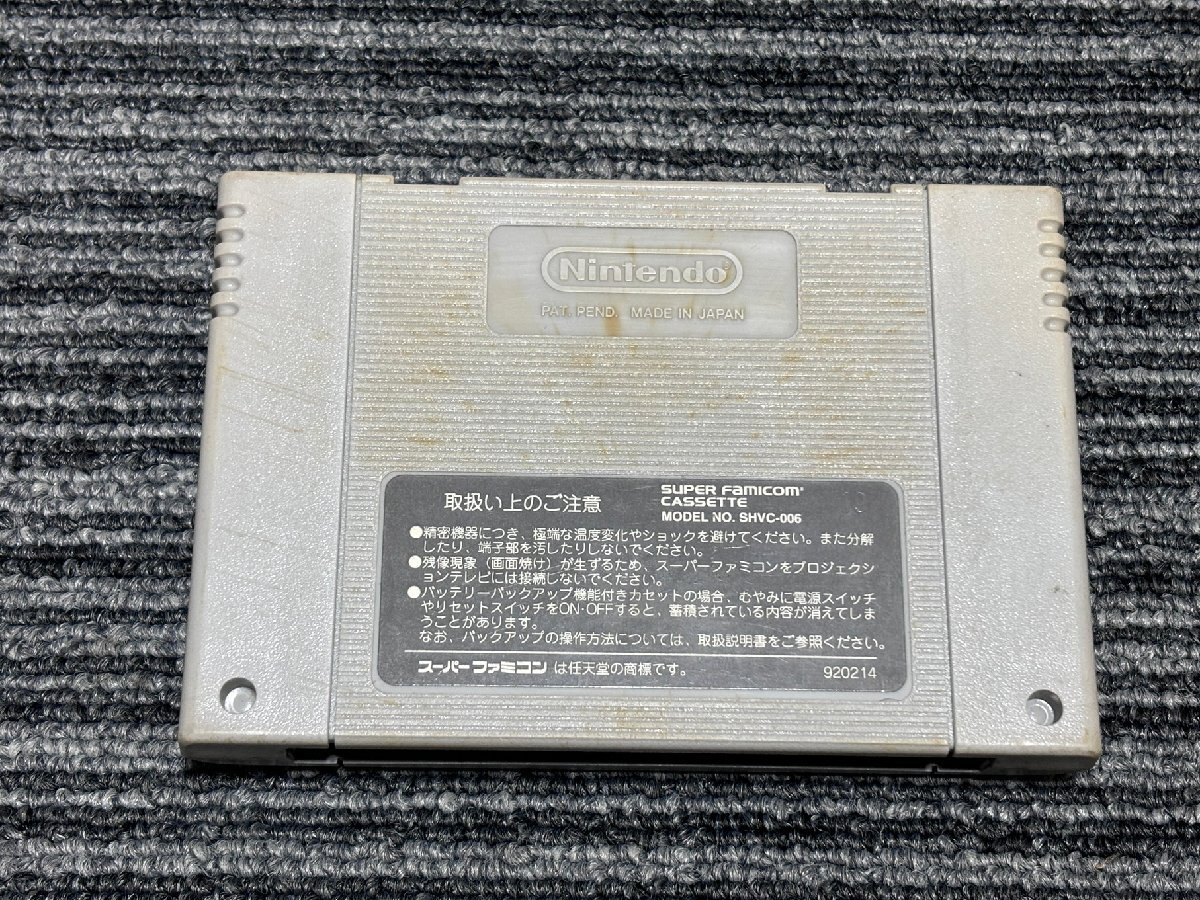 Nintendo®
PAT. PEND. MADE IN JAPAN
取扱い上のご注意
SUPER FAMICOM®
CASSETTE
MODEL NO. SHVC-006
●精密機器につき、極端な温度変化やショックを避けてください。また分解
したり、端子部を汚したりしないでください。
●残像現象（画面焼け）が生ずるため、スーパーファミコンをプロジェクシ
ョンテレビには接続しないでください。
●バッテリーバックアップ機能付きカセットの場合、むやみに電源スイッチ
やリセットスイッチをON・OFFすると、蓄積されている内容が消えてしま
うことがあります。
なお、バックアップの操作方法については、取扱説明書をご参照ください。
スーパーファミコン は任天堂の商標です。
920214